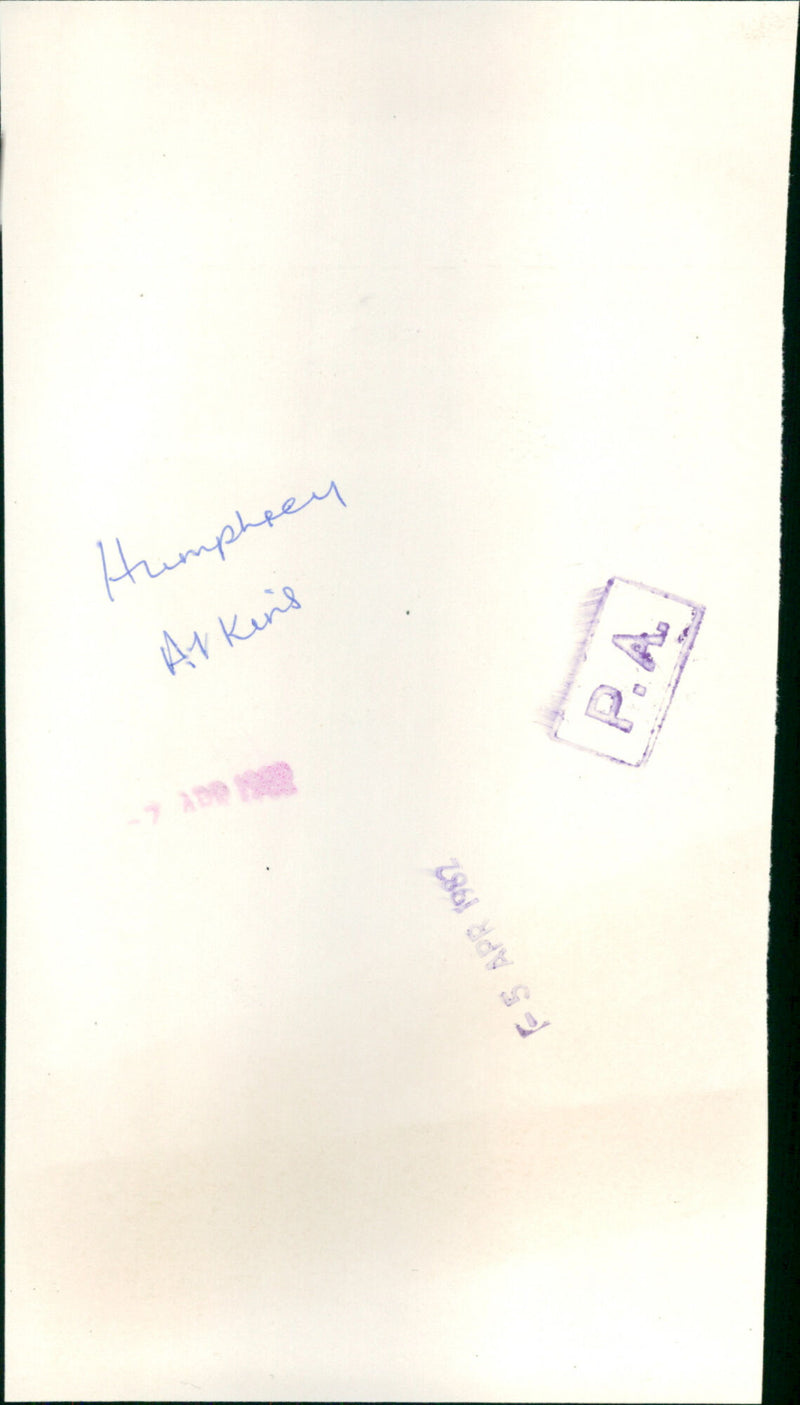 Humphrey
Atkins
P.A.
-7 APR 1982
-5 APR 1982